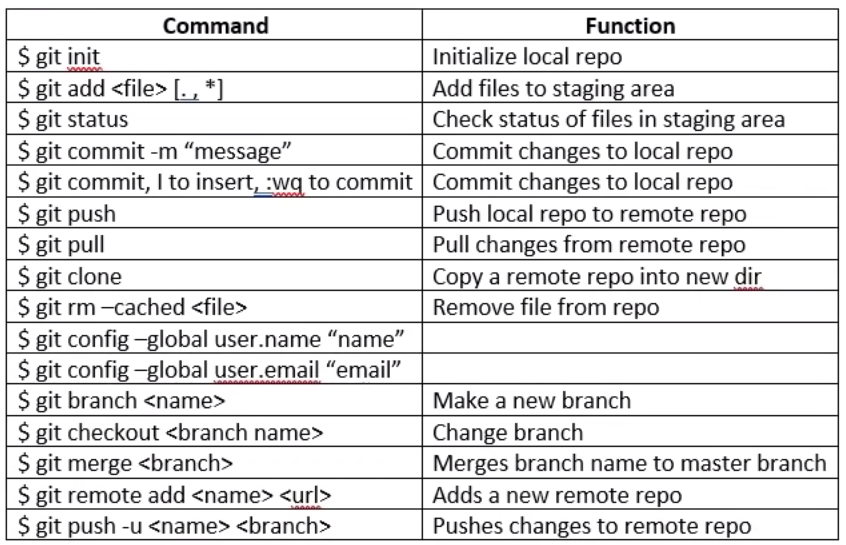 Command Function
$ git init Initialize local repo
$ git add <file> [. , *] Add files to staging area
$ git status Check status of files in staging area
$ git commit -m “message” Commit changes to local repo
$ git commit, I to insert, :wq to commit Commit changes to local repo
$ git push Push local repo to remote repo
$ git pull Pull changes from remote repo
$ git clone Copy a remote repo into new dir
$ git rm –cached <file> Remove file from repo
$ git config –global user.name “name”
$ git config –global user.email “email”
$ git branch <name> Make a new branch
$ git checkout <branch name> Change branch
$ git merge <branch> Merges branch name to master branch
$ git remote add <name> <url> Adds a new remote repo
$ git push -u <name> <branch> Pushes changes to remote repo